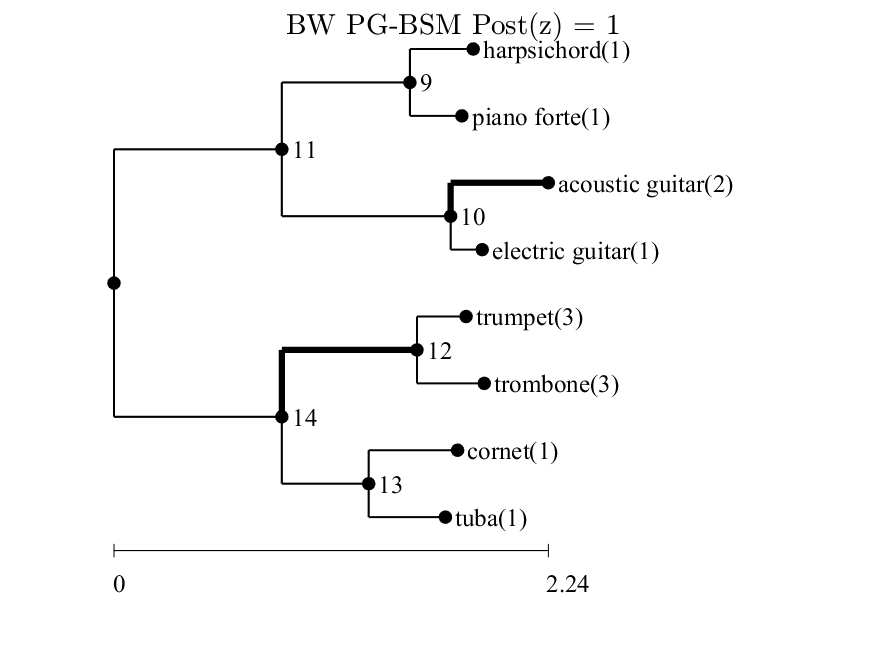 BW PG-BSM Post(z) = 1
harpsichord(1)
9
piano forte(1)
11
acoustic guitar(2)
10
electric guitar(1)
trumpet(3)
12
trombone(3)
14
cornet(1)
13
tuba(1)
0
2.24